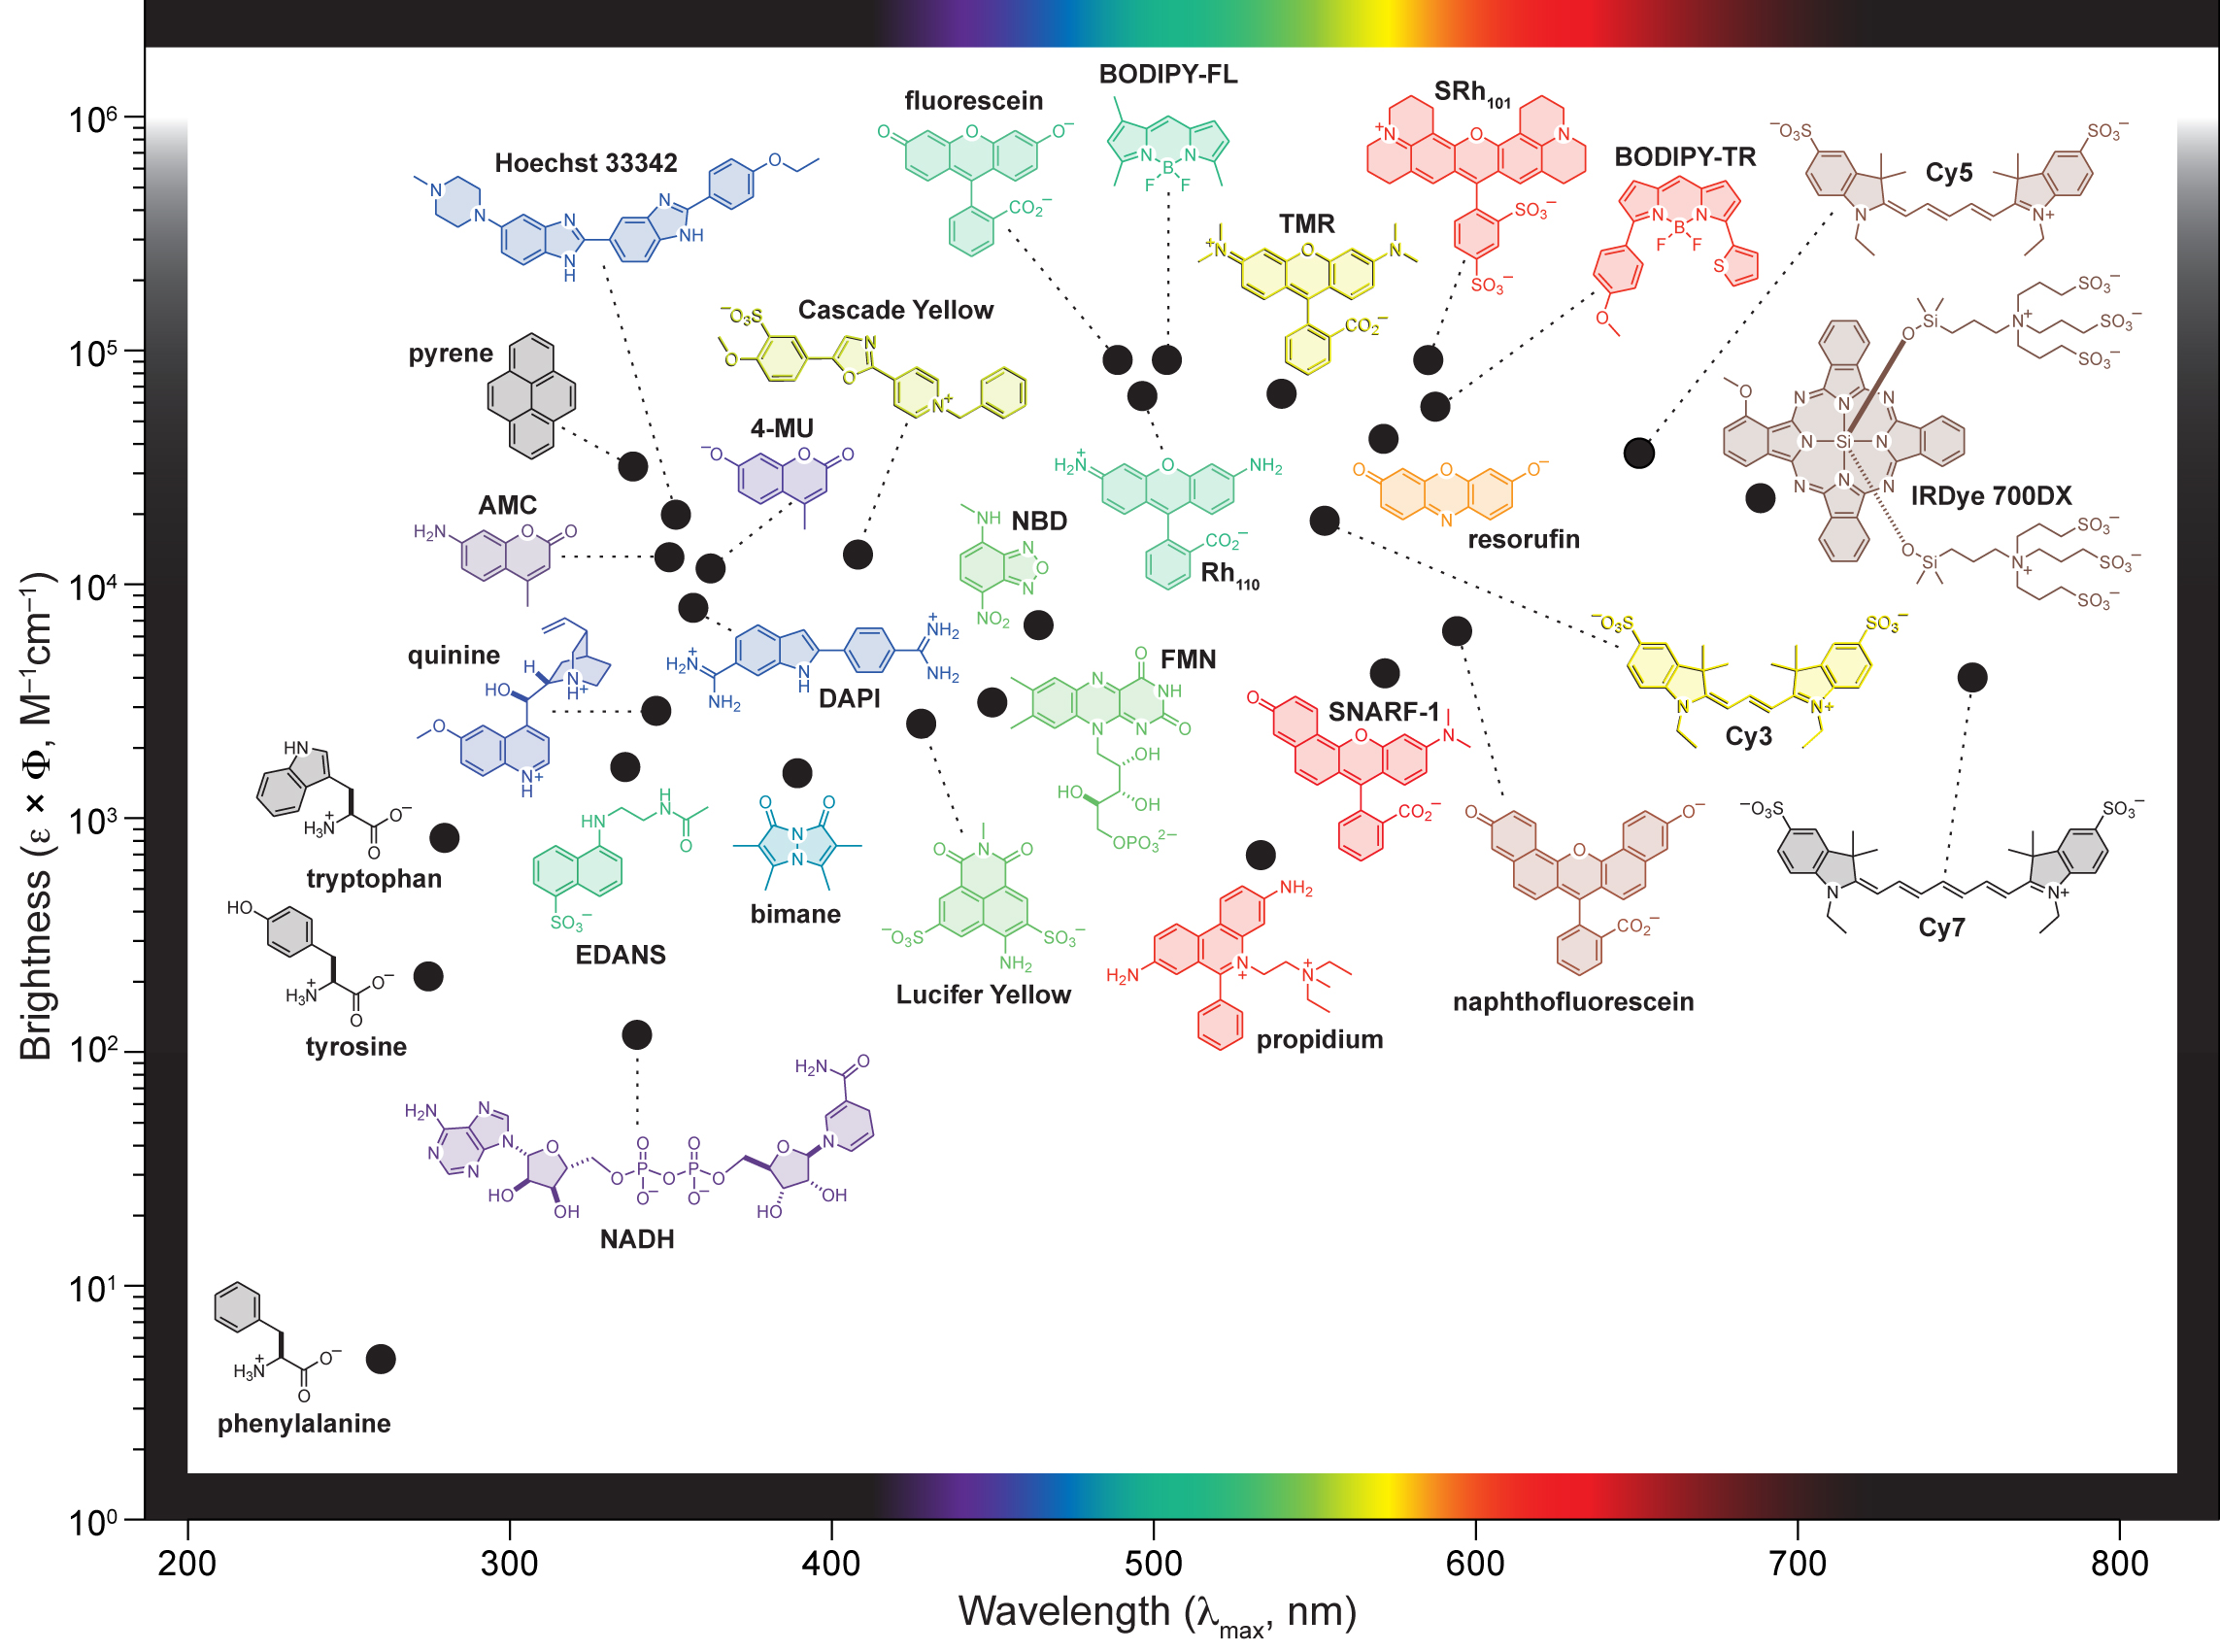 BODIPY-FL
fluorescein
SRh101
BODIPY-TR
Cy5
Hoechst 33342
TMR
Cascade Yellow
pyrene
4-MU
AMC
NBD
Rh110
resorufin
IRDye 700DX
quinine
DAPI
FMN
SNARF-1
Cy3
tryptophan
EDANS
bimane
Lucifer Yellow
propidium
naphthofluorescein
Cy7
tyrosine
NADH
phenylalanine
Brightness (ε × Φ, M⁻¹cm⁻¹)
10⁶
10⁵
10⁴
10³
10²
10¹
10⁰
200 300 400 500 600 700 800
Wavelength (λmax, nm)